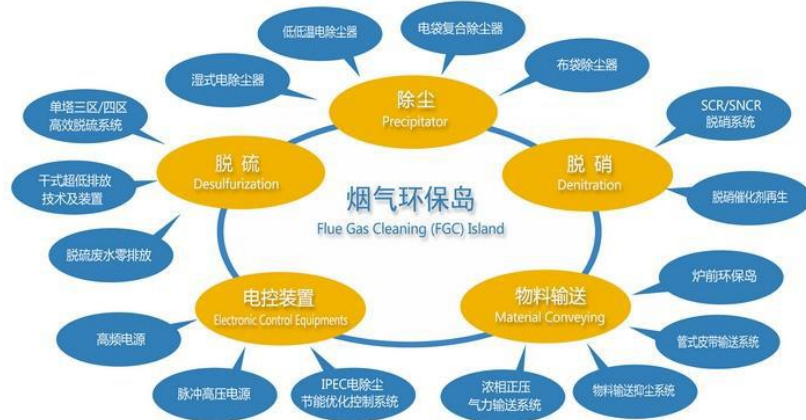 低低温电除尘器
电袋复合除尘器
湿式电除尘器
布袋除尘器
除尘
Precipitator
单塔三区/四区
高效脱硫系统
SCR/SNCR
脱硝系统
脱硫
Desulfurization
脱硝
Denitration
干式超低排放
技术及装置
烟气环保岛
Flue Gas Cleaning (FGC) Island
脱硝催化剂再生
脱硫废水零排放
炉前环保岛
电控装置
Electronic Control Equipments
物料输送
Material Conveying
高频电源
管式皮带输送系统
脉冲高压电源
IPEC电除尘
节能优化控制系统
浓相正压
气力输送系统
物料输送抑尘系统